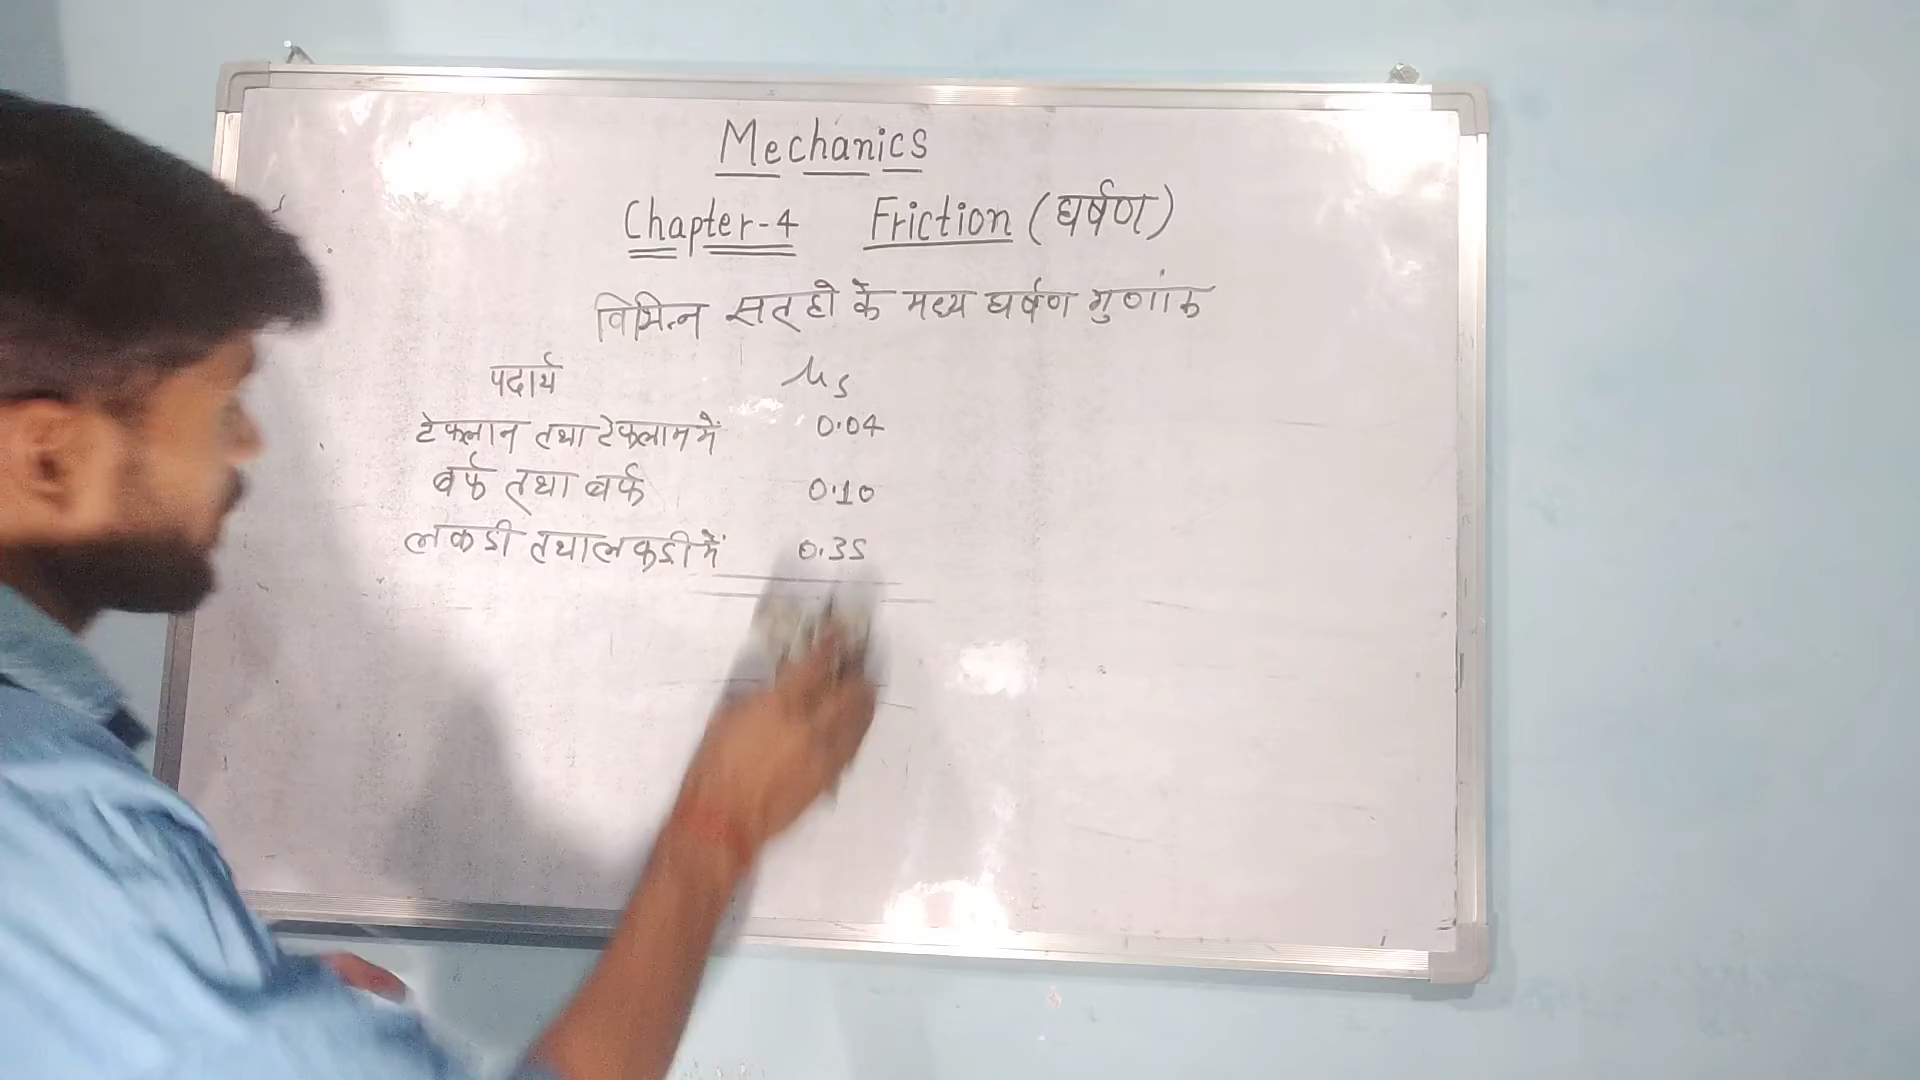 Mechanics
Chapter-4 Friction (घर्षण)
विभिन्न सतहो के मध्य घर्षण गुणांक
पदार्थ μs
टेफ्लान तथा टेफ्लान में 0.04
बर्फ तथा बर्फ 0.10
लकडी तथा लकडी में 0.35